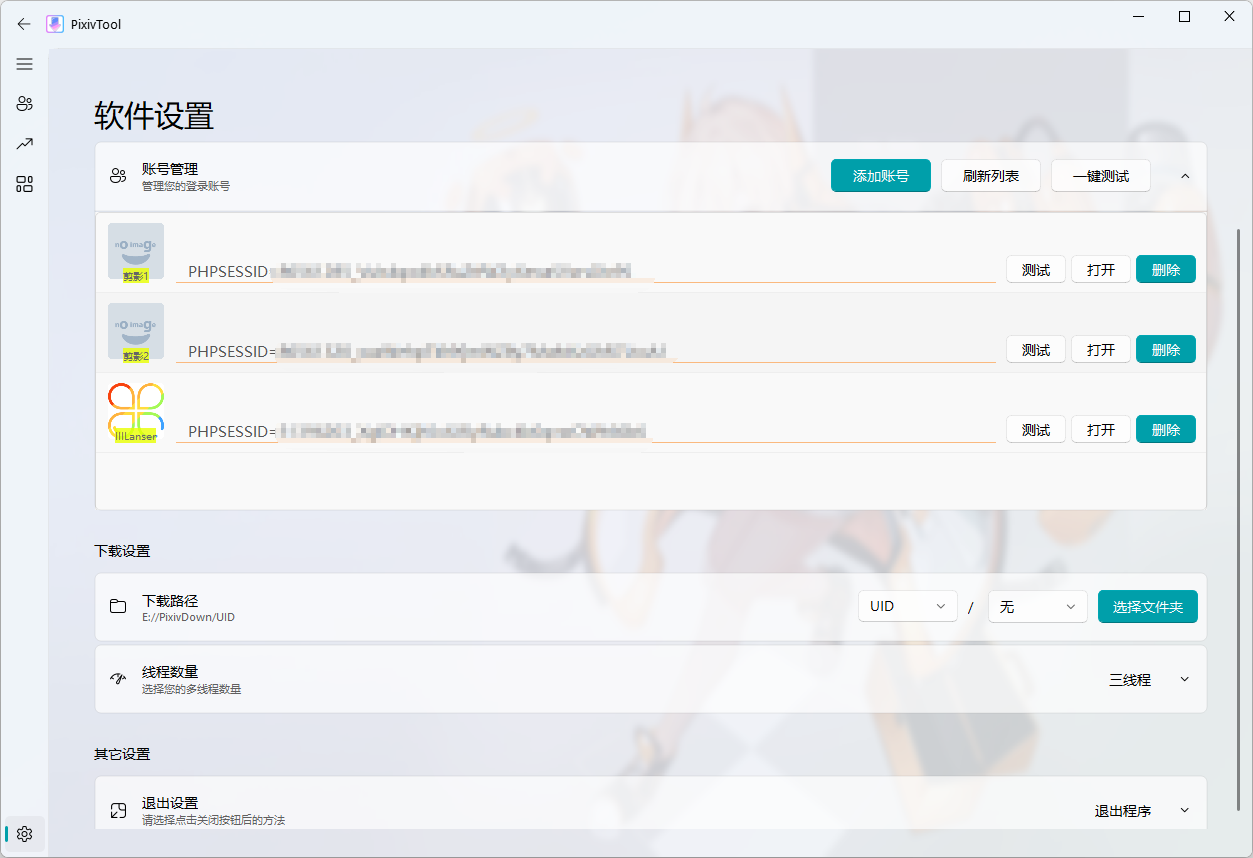 PixivTool
软件设置
账号管理
管理您的登录账号
添加账号
刷新列表
一键测试
no image
剪影1
PHPSESSID
测试
打开
删除
no image
剪影2
PHPSESSID=
测试
打开
删除
lllLanser
PHPSESSID=
测试
打开
删除
下载设置
下载路径
E://PixivDown/UID
UID
/
无
选择文件夹
线程数量
选择您的多线程数量
三线程
其它设置
退出设置
请选择点击关闭按钮后的方法
退出程序